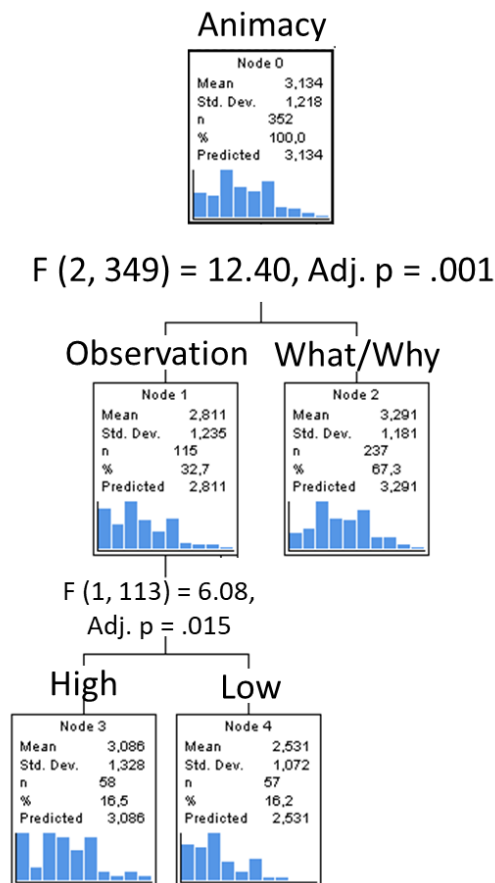 Animacy
Node 0
Mean 3,134
Std. Dev. 1,218
n 352
% 100,0
Predicted 3,134
F (2, 349) = 12.40, Adj. p = .001
Observation What/Why
Node 1
Mean 2,811
Std. Dev. 1,235
n 115
% 32,7
Predicted 2,811
Node 2
Mean 3,291
Std. Dev. 1,181
n 237
% 67,3
Predicted 3,291
F (1, 113) = 6.08,
Adj. p = .015
High Low
Node 3
Mean 3,086
Std. Dev. 1,328
n 58
% 16,5
Predicted 3,086
Node 4
Mean 2,531
Std. Dev. 1,072
n 57
% 16,2
Predicted 2,531